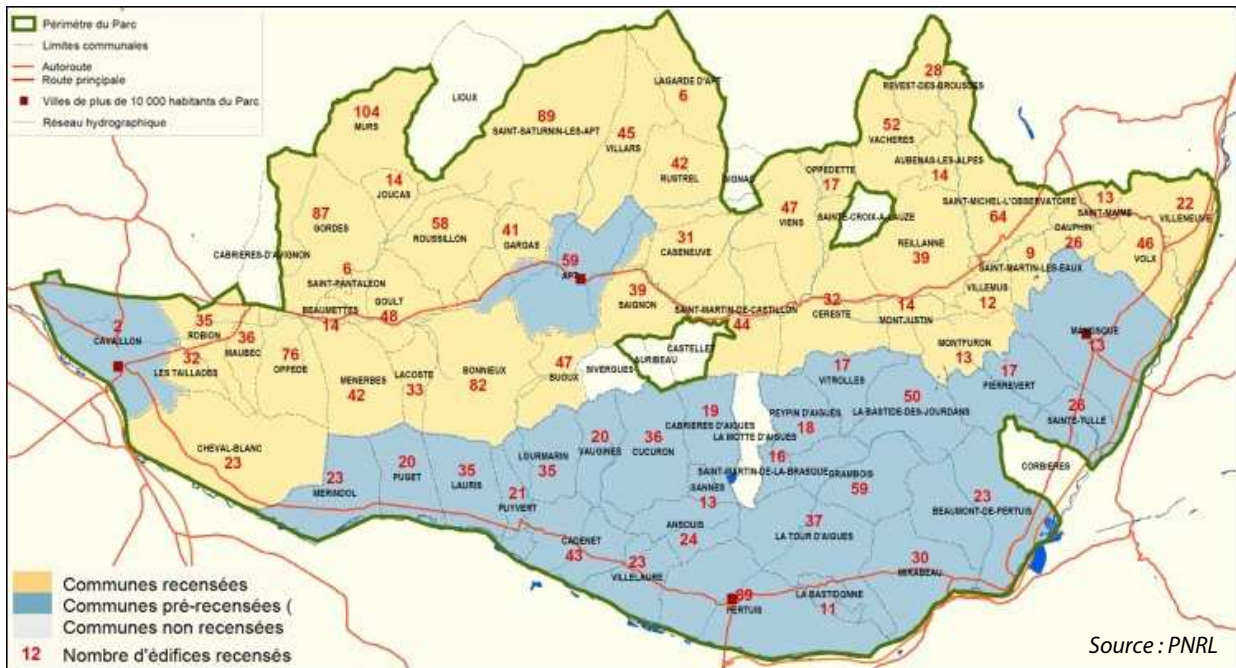 Périmètre du Parc
Limites communales
Autoroute
Route principale
Villes de plus de 10 000 habitants du Parc
Réseau hydrographique
LIOUX
LAGARDE D'APT
6
28
REVEST-DES-BROUSSES
104
MURS
89
SAINT-SATURNIN-LES-APT
45
VILLARS
52
VACHERES
42
RUSTREL
OPPEDETTE
17
AUBENAS-LES-ALPES
14
14
JOUCAS
SAINT-MICHEL-L'OBSERVATOIRE
64
13
SAINT-MAIME
22
VILLENEUVE
87
GORDES
58
ROUSSILLON
41
GARGAS
47
VIENS
SAINTE-CROIX-A-LAUZE
DAUPHIN
26
31
CASENEUVE
REILLANNE
39
46
VOLX
CABRIERES-D'AVIGNON
59
APT
9
SAINT-MARTIN-LES-EAUX
6
SAINT-PANTALEON
39
SAIGNON
VILLEMUS
12
BEAUMETTES
14
GOULT
48
SAINT-MARTIN-DE-CASTILLON
44
32
CERESTE
14
MONTJUSTIN
2
CAVAILLON
35
ROBION
36
MAUBEC
MANOSQUE
13
32
LES TAILLADES
76
OPPEDE
MENERBES
42
LACOSTE
33
BONNIEUX
82
47
BUOUX
SIVERGUES
AURIBEAU
CASTELLET
MONTFURON
13
17
VITROLLES
17
PIERREVERT
50
LA BASTIDE-DES-JOURDANS
26
SAINTE-TULLE
19
CABRIERES D'AIGUES
PEYPIN D'AIGUES
18
LA MOTTE D'AIGUES
CHEVAL-BLANC
23
23
MERINDOL
20
PUGET
35
LAURIS
LOURMARIN
35
20
VAUGINES
36
CUCURON
16
SAINT-MARTIN-DE-LA-BRASQUE
CORBIERES
21
PUYVERT
SANNES
13
GRAMBOIS
59
23
BEAUMONT-DE-PERTUIS
ANSOUIS
24
37
LA TOUR D'AIGUES
CADENET
43
23
VILLELAURE
30
MIRABEAU
PERTUIS
LA BASTIDONNE
11
Communes recensées
Communes pré-recensées (
Communes non recensées
12 Nombre d'édifices recensés
Source : PNRL